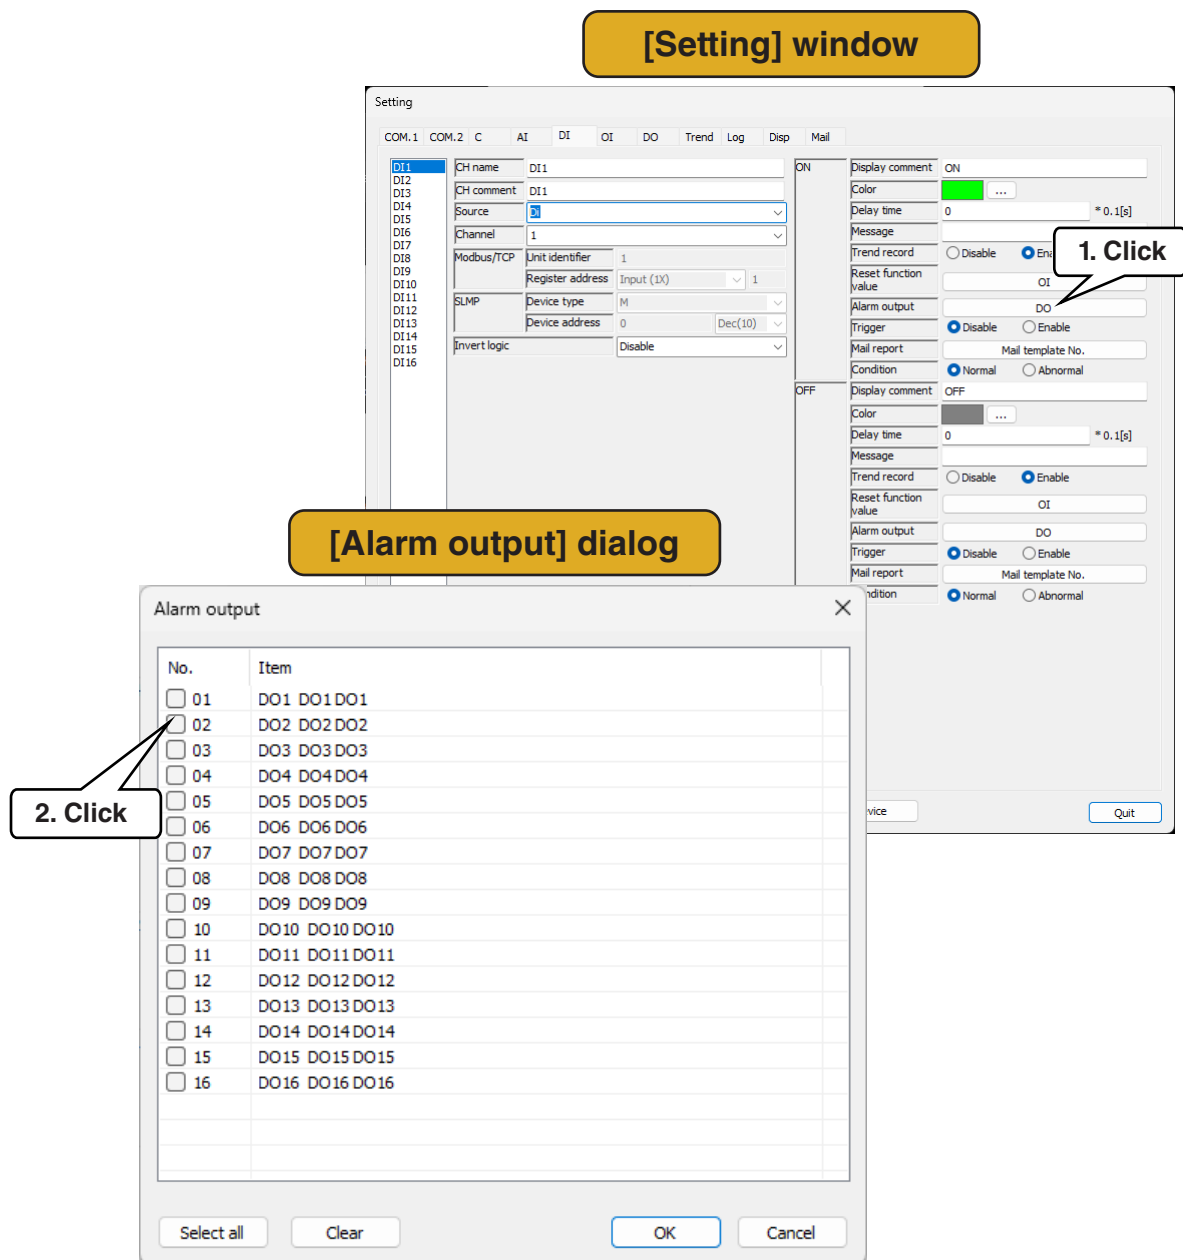 [Setting] window
Setting
COM.1 COM.2 C AI DI OI DO Trend Log Disp Mail
DI1
DI2
DI3
DI4
DI5
DI6
DI7
DI8
DI9
DI10
DI11
DI12
DI13
DI14
DI15
DI16
CH name DI1
CH comment DI1
Source Di
Channel 1
Modbus/TCP Unit identifier 1
Register address Input (1X) 1
SLMP Device type M
Device address 0 Dec(10)
Invert logic Disable
ON Display comment ON
Color ...
Delay time 0 * 0.1[s]
Message
Trend record Disable Ena
1. Click
Reset function
value OI
Alarm output DO
Trigger Disable Enable
Mail report Mail template No.
Condition Normal Abnormal
OFF Display comment OFF
Color ...
Delay time 0 * 0.1[s]
Message
Trend record Disable Enable
Reset function
value OI
Alarm output DO
Trigger Disable Enable
Mail report Mail template No.
ndition Normal Abnormal
vice Quit
[Alarm output] dialog
Alarm output
No. Item
01 DO1 DO1 DO1
02 DO2 DO2 DO2
03 DO3 DO3 DO3
04 DO4 DO4 DO4
05 DO5 DO5 DO5
06 DO6 DO6 DO6
07 DO7 DO7 DO7
08 DO8 DO8 DO8
09 DO9 DO9 DO9
10 DO10 DO10 DO10
11 DO11 DO11 DO11
12 DO12 DO12 DO12
13 DO13 DO13 DO13
14 DO14 DO14 DO14
15 DO15 DO15 DO15
16 DO16 DO16 DO16
2. Click
Select all Clear OK Cancel